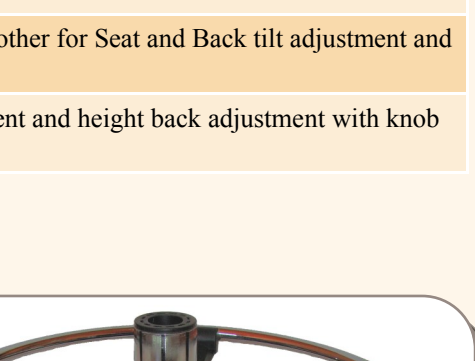 other for Seat and Back tilt adjustment and
ent and height back adjustment with knob